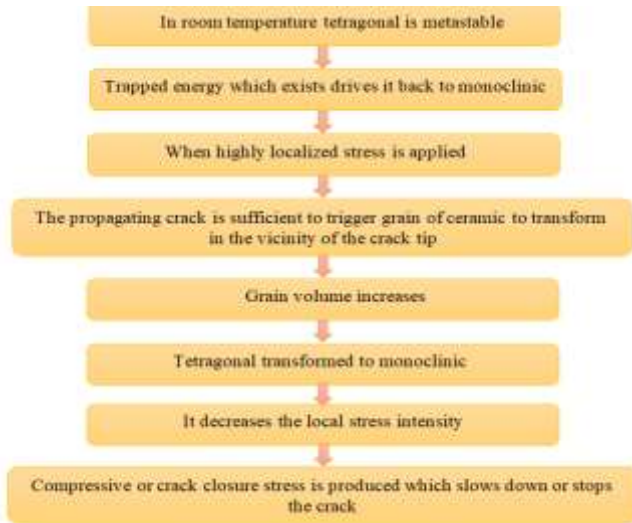 In room temperature tetragonal is metastable
Trapped energy which exists drives it back to monoclinic
When highly localized stress is applied
The propagating crack is sufficient to trigger grain of ceramic to transform
in the vicinity of the crack tip
Grain volume increases
Tetragonal transformed to monoclinic
It decreases the local stress intensity
Compressive or crack closure stress is produced which slows down or stops
the crack